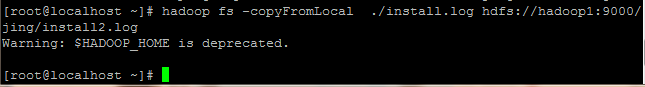 [root@localhost ~]# hadoop fs -copyFromLocal  ./install.log hdfs://hadoop1:9000/
jing/install2.log
Warning: $HADOOP_HOME is deprecated.
[root@localhost ~]#